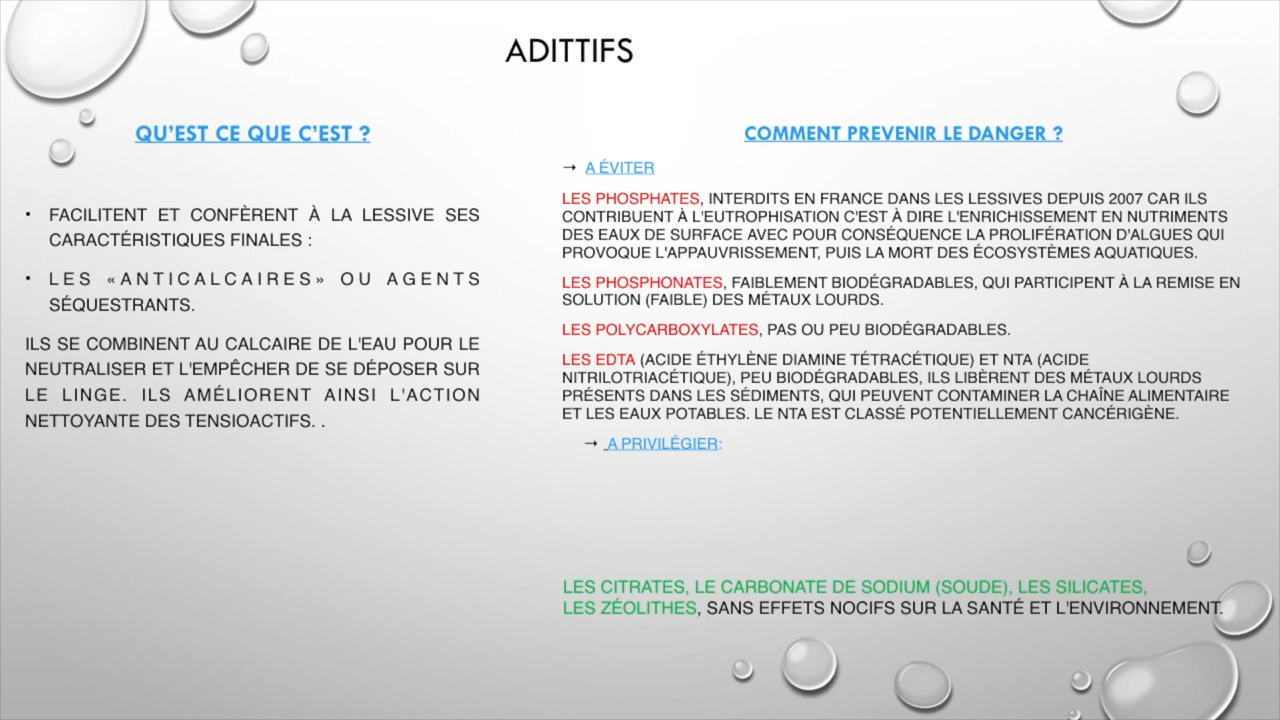 ADITTIFS
QU'EST CE QUE C'EST ?
• FACILITENT ET CONFÈRENT À LA LESSIVE SES
CARACTÉRISTIQUES FINALES :
• LES «ANTICALCAIRES» OU AGENTS
SÉQUESTRANTS.
ILS SE COMBINENT AU CALCAIRE DE L'EAU POUR LE
NEUTRALISER ET L'EMPÊCHER DE SE DÉPOSER SUR
LE LINGE. ILS AMÉLIORENT AINSI L'ACTION
NETTOYANTE DES TENSIOACTIFS. .
COMMENT PREVENIR LE DANGER ?
→ A ÉVITER
LES PHOSPHATES, INTERDITS EN FRANCE DANS LES LESSIVES DEPUIS 2007 CAR ILS
CONTRIBUENT À L'EUTROPHISATION C'EST À DIRE L'ENRICHISSEMENT EN NUTRIMENTS
DES EAUX DE SURFACE AVEC POUR CONSÉQUENCE LA PROLIFÉRATION D'ALGUES QUI
PROVOQUE L'APPAUVRISSEMENT, PUIS LA MORT DES ÉCOSYSTÈMES AQUATIQUES.
LES PHOSPHONATES, FAIBLEMENT BIODÉGRADABLES, QUI PARTICIPENT À LA REMISE EN
SOLUTION (FAIBLE) DES MÉTAUX LOURDS.
LES POLYCARBOXYLATES, PAS OU PEU BIODÉGRADABLES.
LES EDTA (ACIDE ÉTHYLÈNE DIAMINE TÉTRACÉTIQUE) ET NTA (ACIDE
NITRILOTRIACÉTIQUE), PEU BIODÉGRADABLES, ILS LIBÈRENT DES MÉTAUX LOURDS
PRÉSENTS DANS LES SÉDIMENTS, QUI PEUVENT CONTAMINER LA CHAÎNE ALIMENTAIRE
ET LES EAUX POTABLES. LE NTA EST CLASSÉ POTENTIELLEMENT CANCÉRIGÈNE.
→ A PRIVILÉGIER:
LES CITRATES, LE CARBONATE DE SODIUM (SOUDE), LES SILICATES,
LES ZÉOLITHES, SANS EFFETS NOCIFS SUR LA SANTÉ ET L'ENVIRONNEMENT.